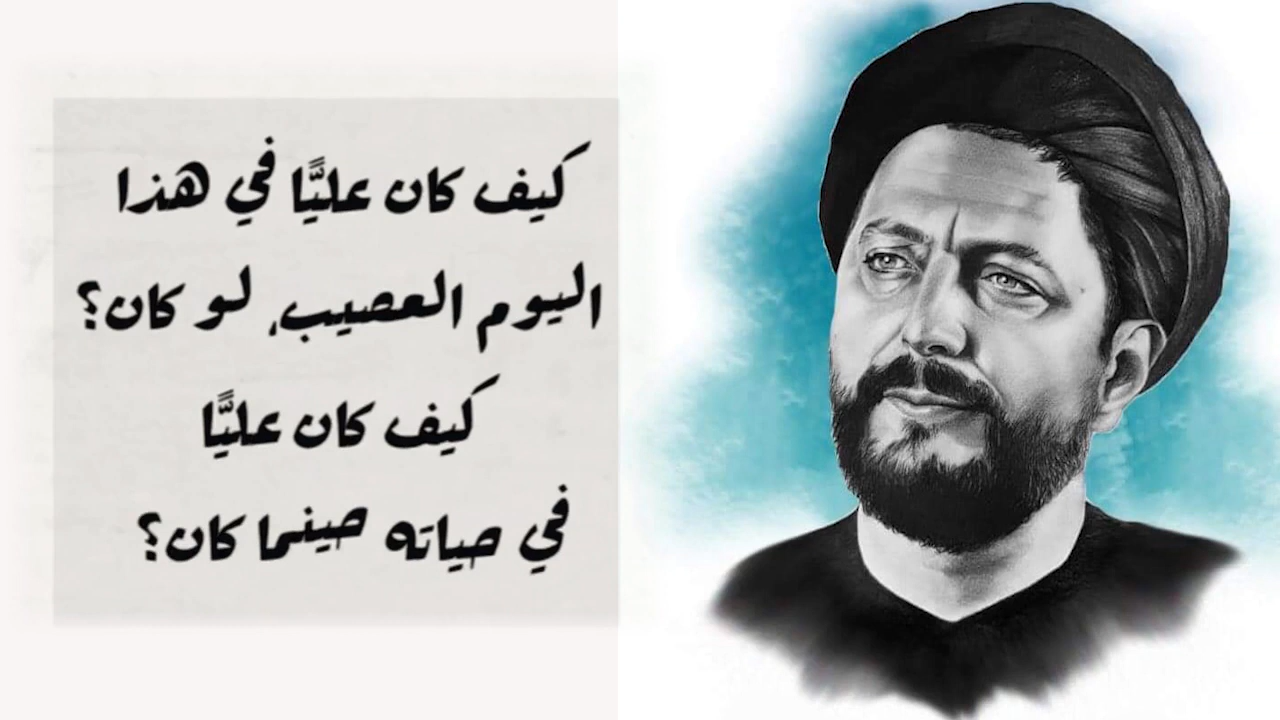 كيف كان عليًّا في هذا
اليوم العصيب، لو كان؟
كيف كان عليًّا
في حياته حينما كان؟